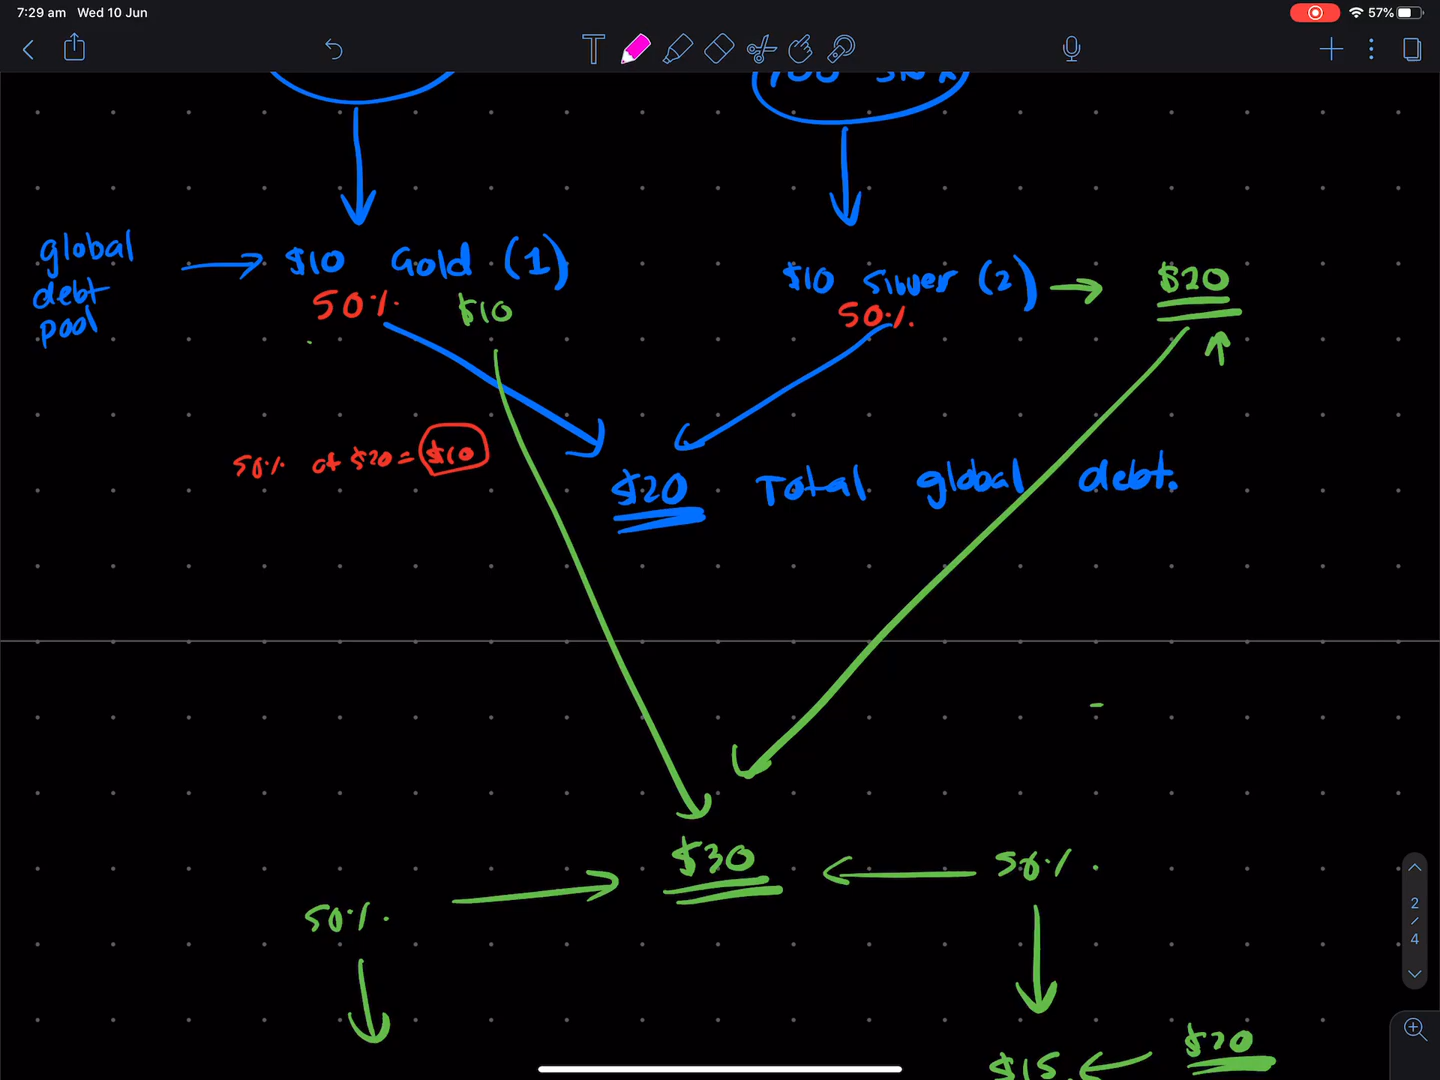 7:29 am Wed 10 Jun
57%
global
debt
pool
$10 Gold (1)
50%
$10
$10 Silver (2)
50%
$20
50% of $20 = $10
$20 Total global debt.
$30
50%
50%
$15
$20
2
/
4